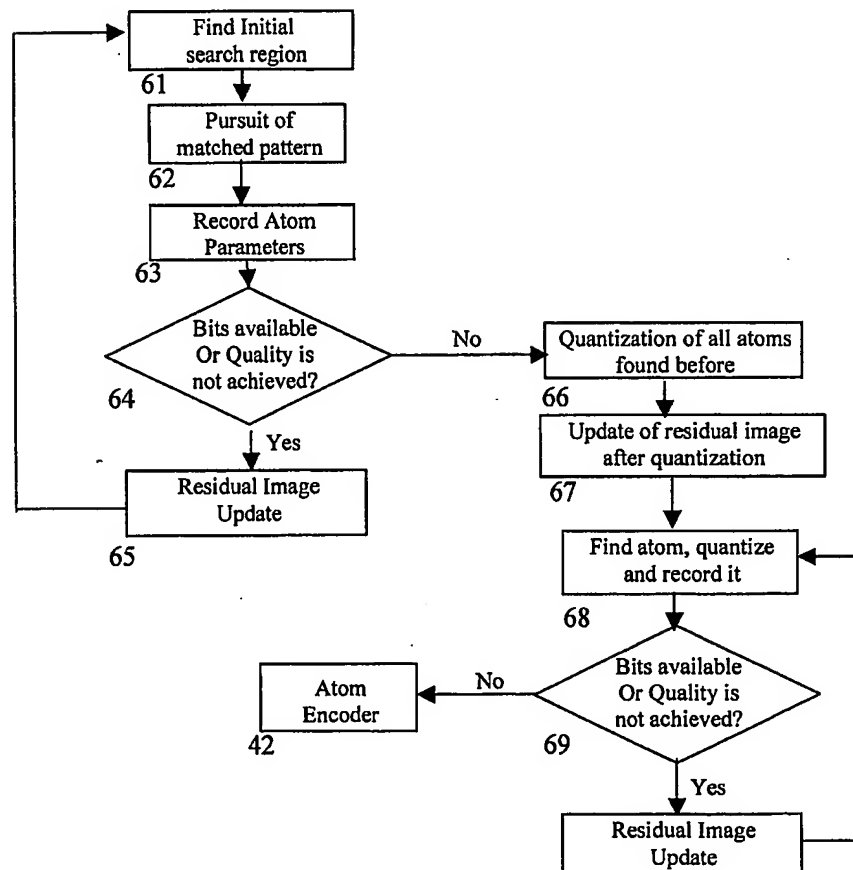 Find Initial
search region
61
Pursuit of
matched pattern
62
Record Atom
Parameters
63
Bits available
Or Quality is
not achieved?
64
No
Yes
Residual Image
Update
65
Quantization of all atoms
found before
66
Update of residual image
after quantization
67
Find atom, quantize
and record it
68
Bits available
Or Quality is
not achieved?
69
No
Atom
Encoder
42
Yes
Residual Image
Update